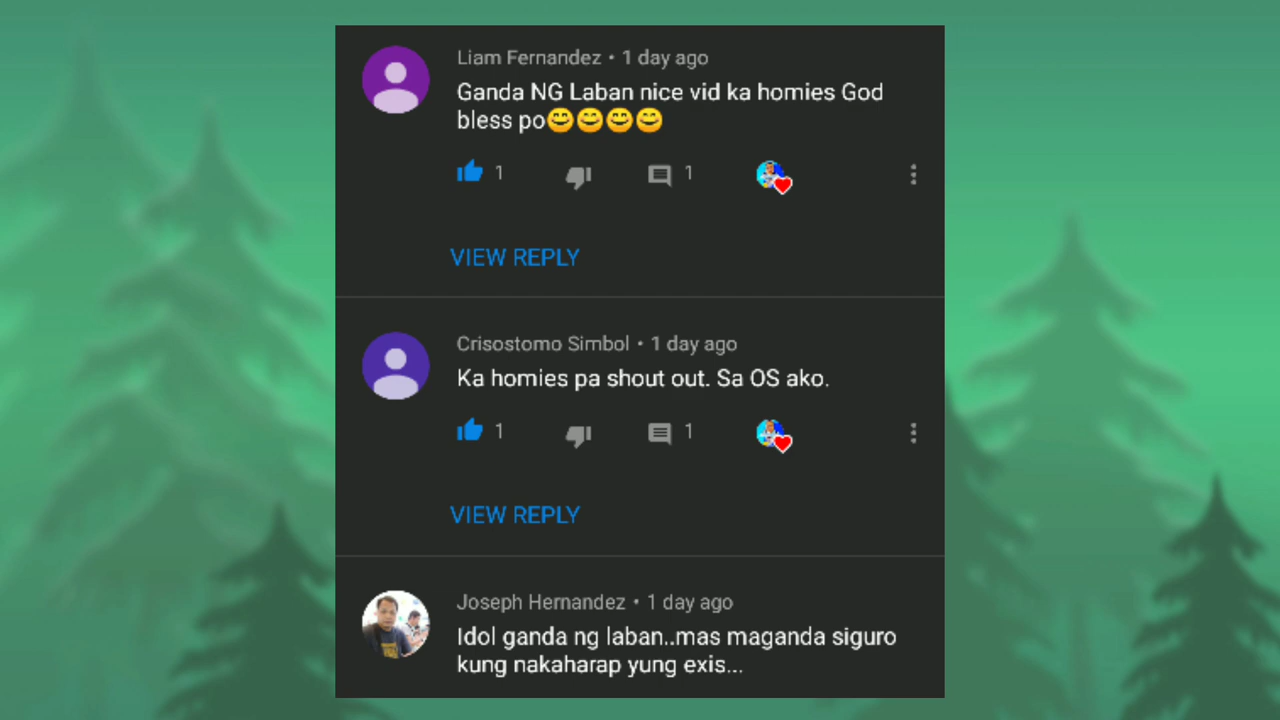 Liam Fernandez • 1 day ago
Ganda NG Laban nice vid ka homies God
bless po😊😊😊😊
1
1
VIEW REPLY
Crisostomo Simbol • 1 day ago
Ka homies pa shout out. Sa OS ako.
1
1
VIEW REPLY
Joseph Hernandez • 1 day ago
Idol ganda ng laban..mas maganda siguro
kung nakaharap yung exis...